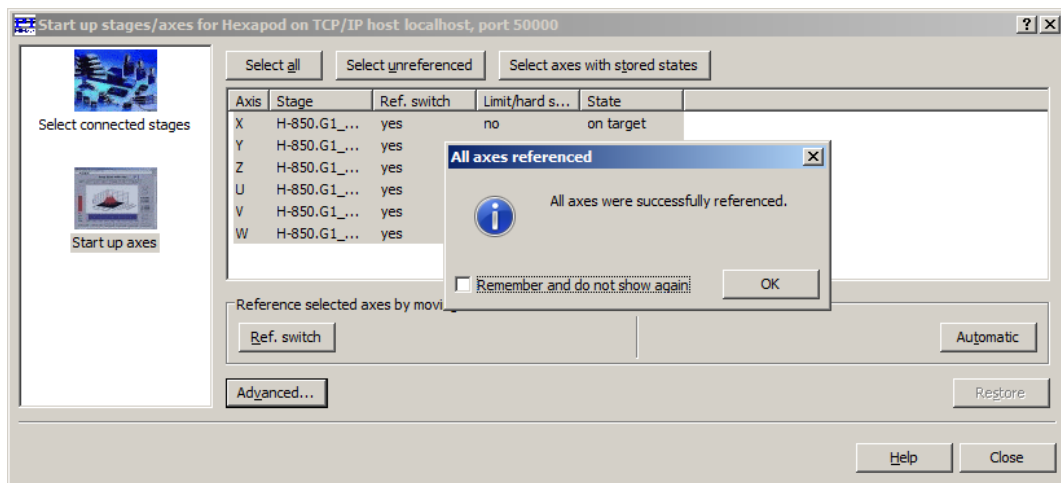 Start up stages/axes for Hexapod on TCP/IP host localhost, port 50000
Select all Select unreferenced Select axes with stored states
Axis Stage Ref. switch Limit/hard s... State
Select connected stages
X H-850.G1_... yes no on target
Y H-850.G1_... yes
Z H-850.G1_... yes
U H-850.G1_... yes
V H-850.G1_... yes
W H-850.G1_... yes
Start up axes
All axes referenced
All axes were successfully referenced.
Remember and do not show again OK
Reference selected axes by moving
Ref. switch Automatic
Advanced... Restore
Help Close